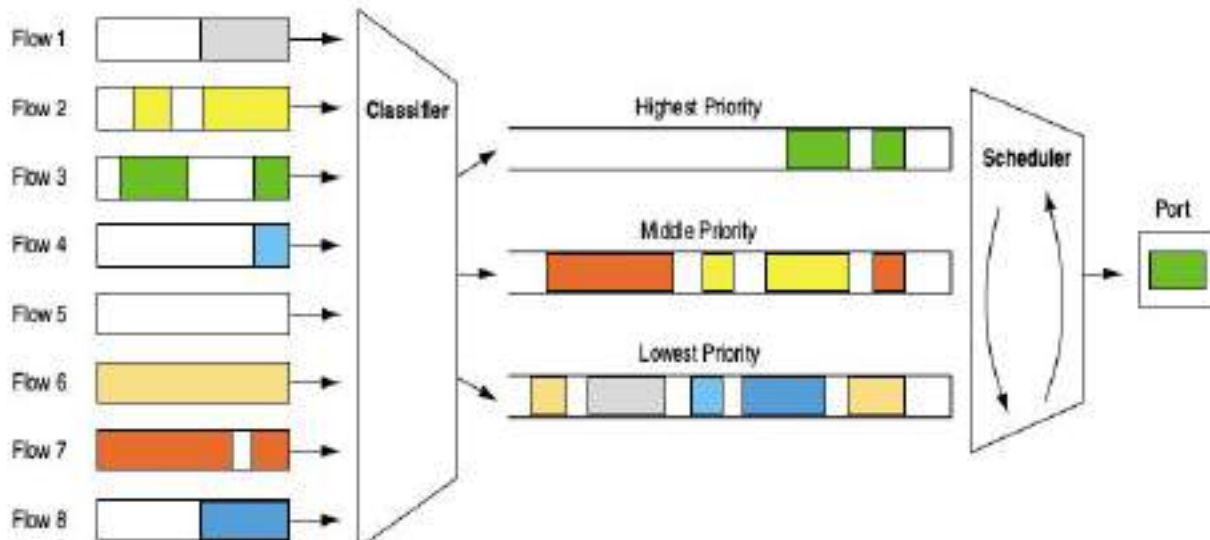 Flow 1
Flow 2
Flow 3
Flow 4
Flow 5
Flow 6
Flow 7
Flow 8
Classifier
Highest Priority
Middle Priority
Lowest Priority
Scheduler
Port